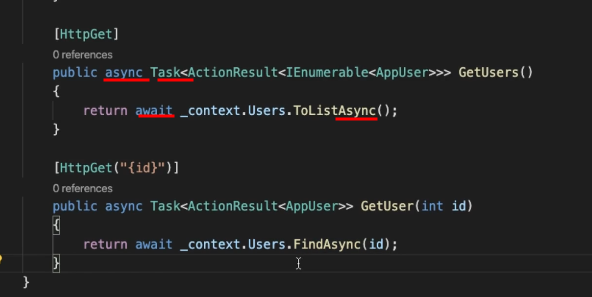 [HttpGet]
0 references
public async Task<ActionResult<IEnumerable<AppUser>>> GetUsers()
{
return await _context.Users.ToListAsync();
}
[HttpGet("{id}")]
0 references
public async Task<ActionResult<AppUser>> GetUser(int id)
{
return await _context.Users.FindAsync(id);
}
}